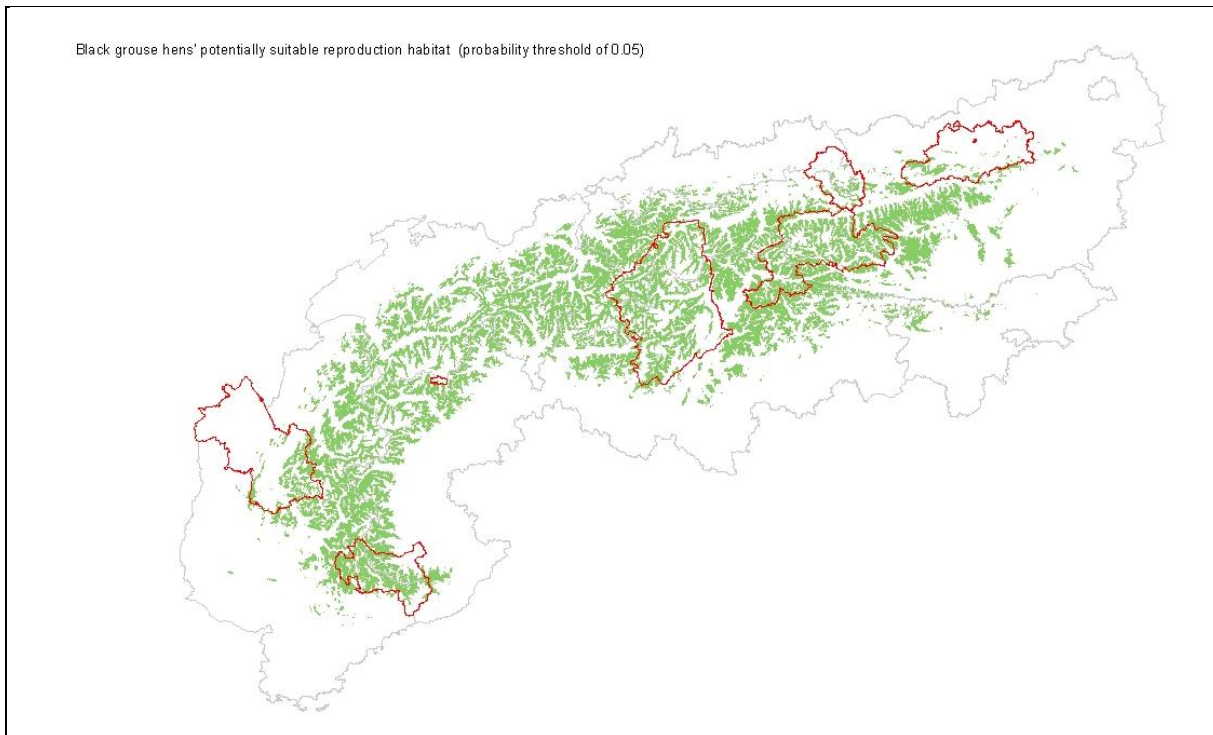 Black grouse hens' potentially suitable reproduction habitat (probability threshold of 0.05)